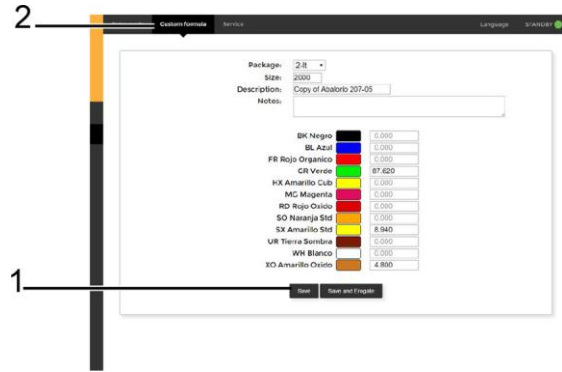 2
Custom formula Service Language STANDBY
Package: 2-lt
Size: 2000
Description: Copy of Abalorio 207-05
Notes:
BK Negro 0.000
BL Azul 0.000
FR Rojo Organico 0.000
GR Verde 87.620
HX Amarillo Cub 0.000
MG Magenta 0.000
RD Rojo Oxido 0.000
SO Naranja Std 0.000
SX Amarillo Std 8.940
UR Tierra Sombra 0.000
WH Blanco 0.000
XO Amarillo Oxido 4.800
1
Save Save and Erogate